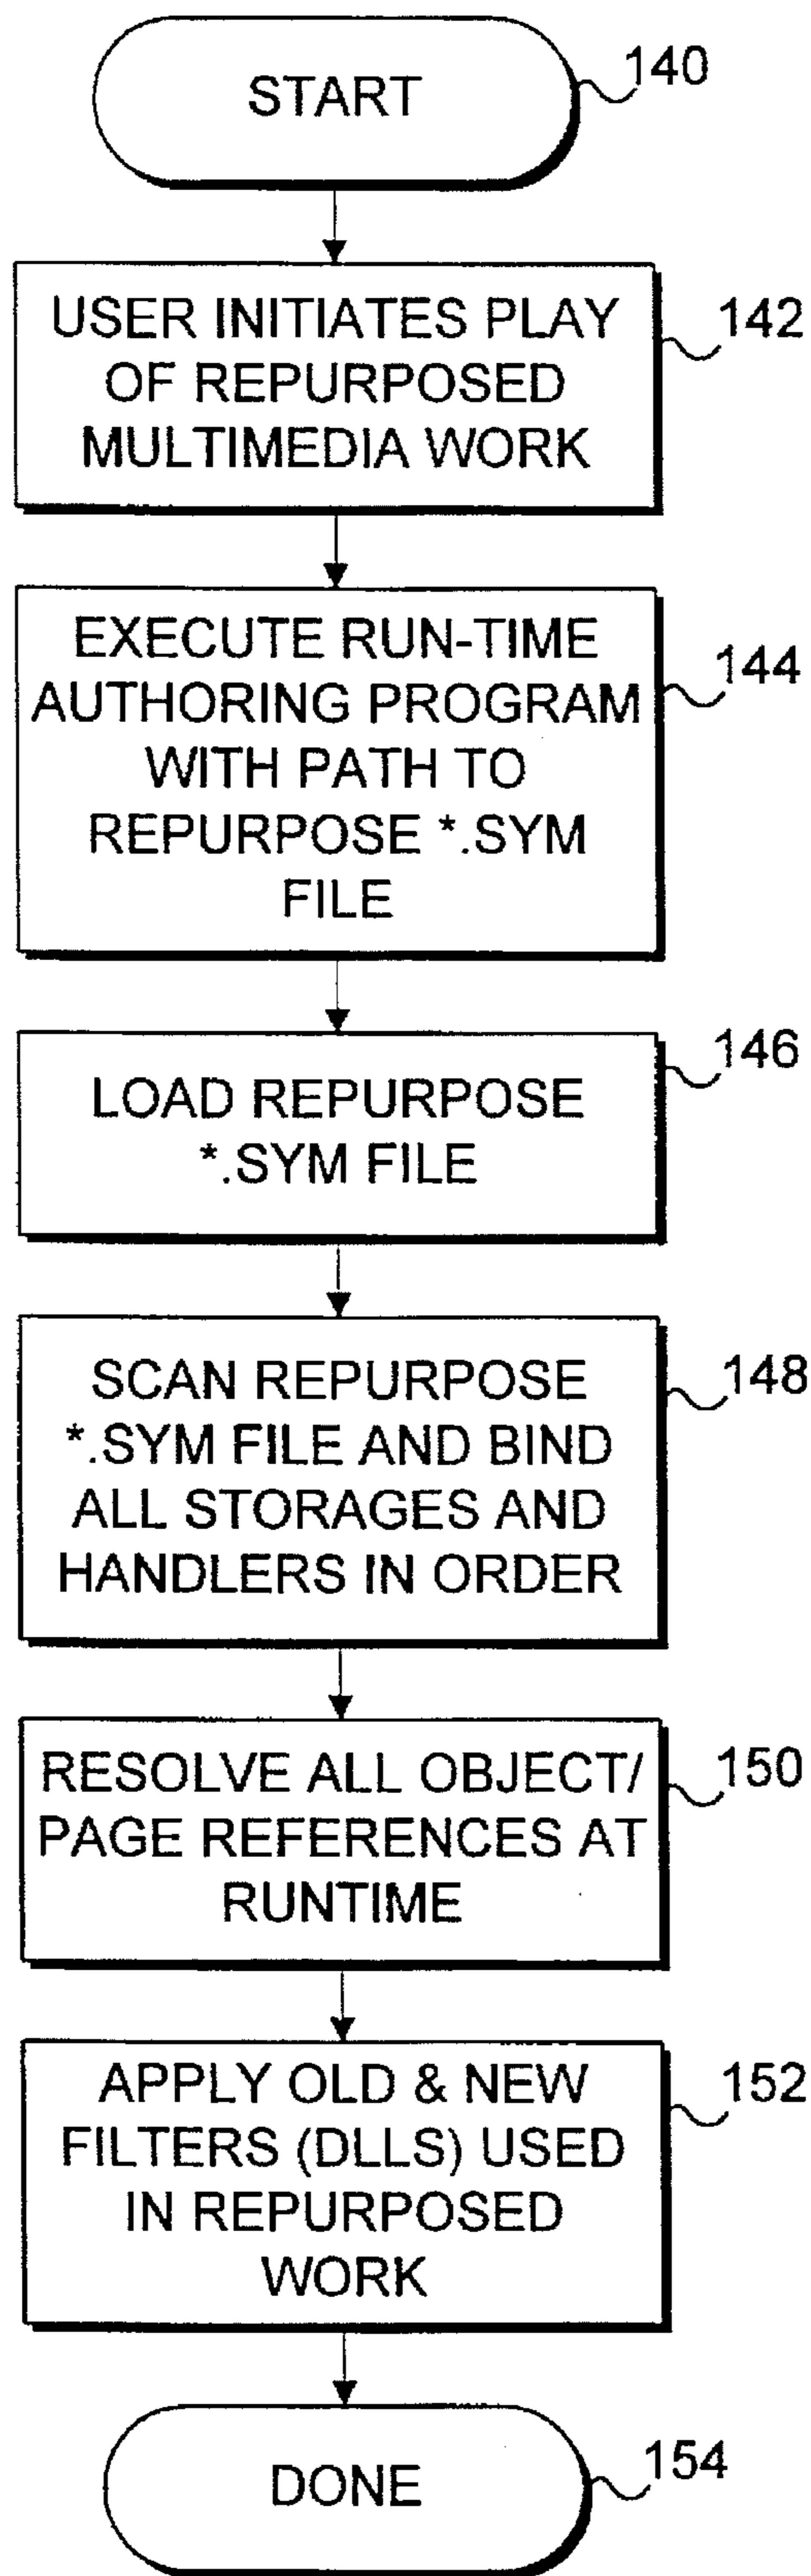 START
140
USER INITIATES PLAY
OF REPURPOSED
MULTIMEDIA WORK
142
EXECUTE RUN-TIME
AUTHORING PROGRAM
WITH PATH TO
REPURPOSE *.SYM
FILE
144
LOAD REPURPOSE
*.SYM FILE
146
SCAN REPURPOSE
*.SYM FILE AND BIND
ALL STORAGES AND
HANDLERS IN ORDER
148
RESOLVE ALL OBJECT/
PAGE REFERENCES AT
RUNTIME
150
APPLY OLD & NEW
FILTERS (DLLS) USED
IN REPURPOSED
WORK
152
DONE
154